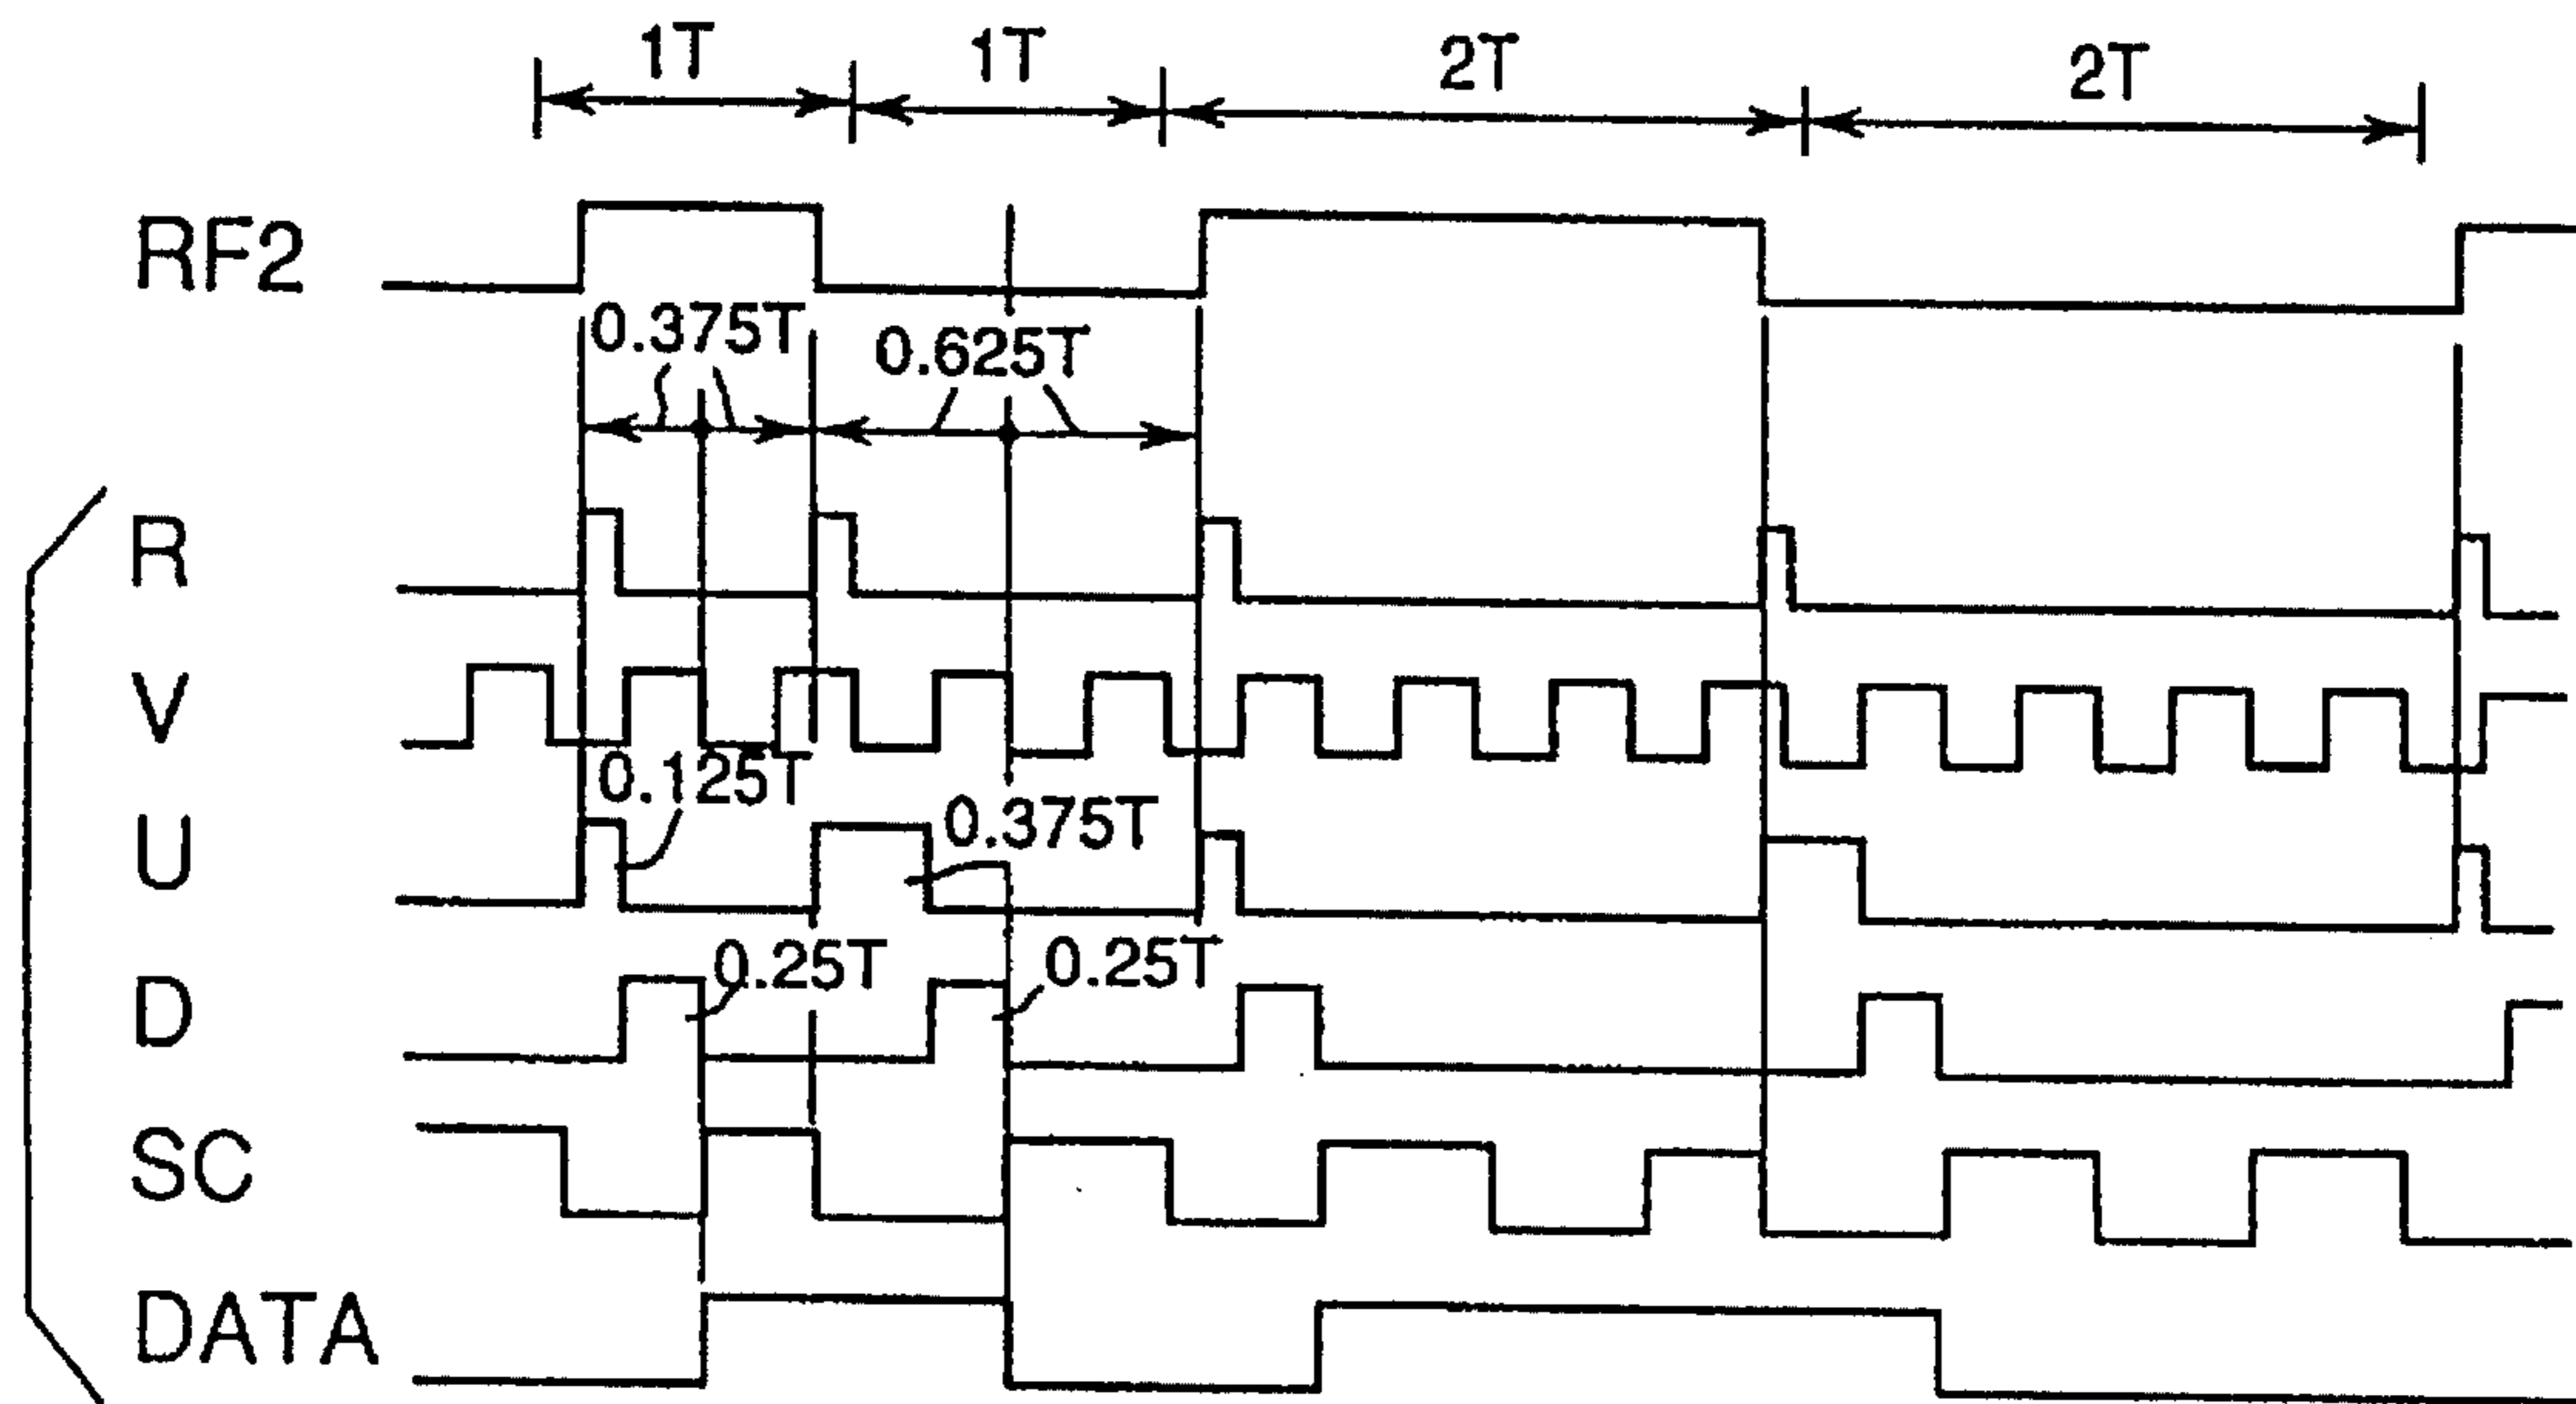 1T 1T 2T 2T
RF2
0.375T 0.625T
R
V
0.125T
0.375T
U
0.25T 0.25T
D
SC
DATA